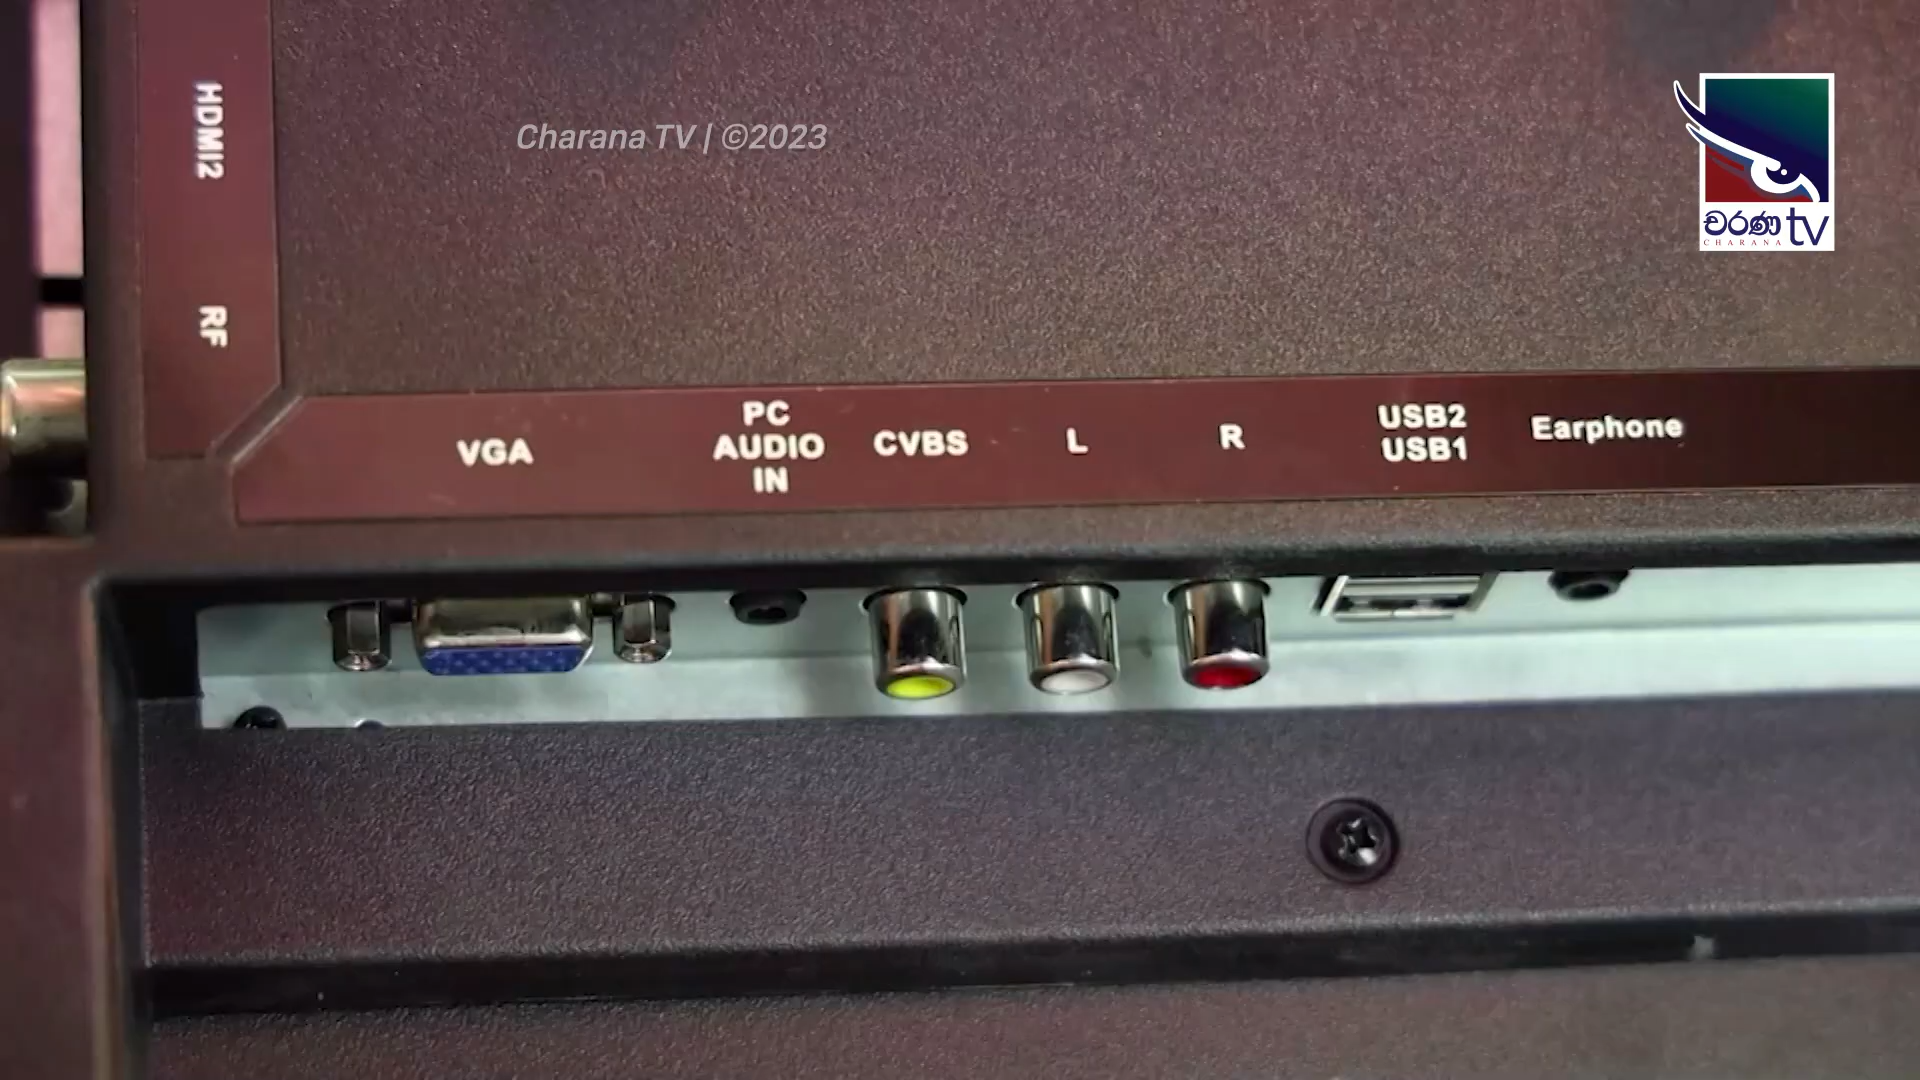 HDMI2
Charana TV | ©2023
චරණ tv
CHARANA
RF
VGA
PC
AUDIO
IN
CVBS
L
R
USB2
USB1
Earphone